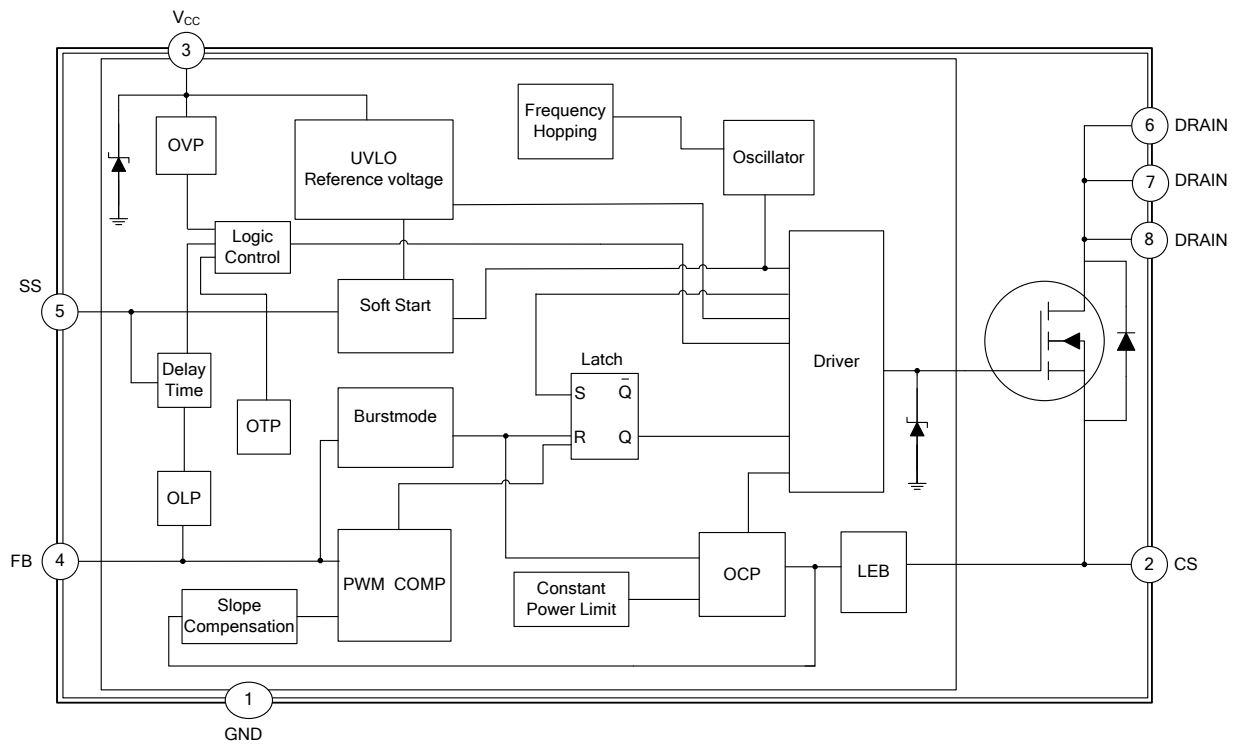 VCC
3
Frequency
Hopping
6 DRAIN
OVP
UVLO
Reference voltage
Oscillator
7 DRAIN
Logic
Control
8 DRAIN
SS
5
Soft Start
Delay
Time
Latch
Driver
S Q̄
OTP
Burstmode
R Q
OLP
FB 4
PWM COMP
OCP
LEB
2 CS
Slope
Compensation
Constant
Power Limit
1
GND